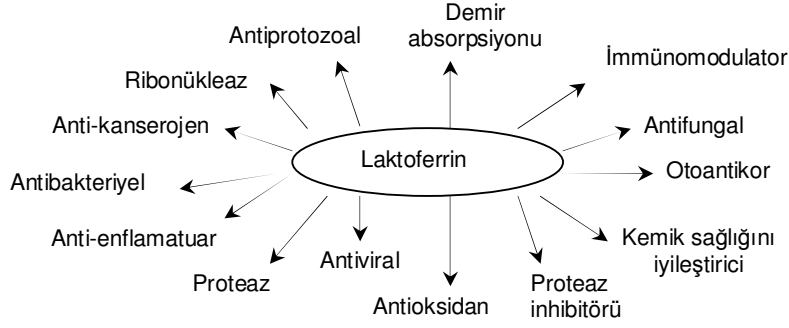 Demir
absorpsiyonu
Antiprotozoal
İmmünomodulator
Ribonükleaz
Anti-kanserojen
Antifungal
Laktoferrin
Otoantikor
Antibakteriyel
Anti-enflamatuar
Kemik sağlığını
iyileştirici
Antiviral
Proteaz
Proteaz
inhibitörü
Antioksidan